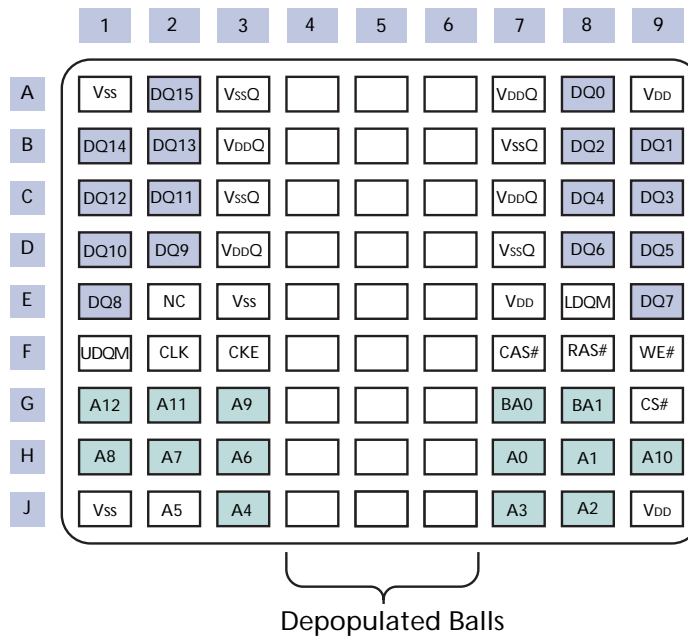 1 2 3 4 5 6 7 8 9
A Vss DQ15 VssQ VDDQ DQ0 VDD
B DQ14 DQ13 VDDQ VssQ DQ2 DQ1
C DQ12 DQ11 VssQ VDDQ DQ4 DQ3
D DQ10 DQ9 VDDQ VssQ DQ6 DQ5
E DQ8 NC Vss VDD LDQM DQ7
F UDQM CLK CKE CAS# RAS# WE#
G A12 A11 A9 BA0 BA1 CS#
H A8 A7 A6 A0 A1 A10
J Vss A5 A4 A3 A2 VDD
Depopulated Balls